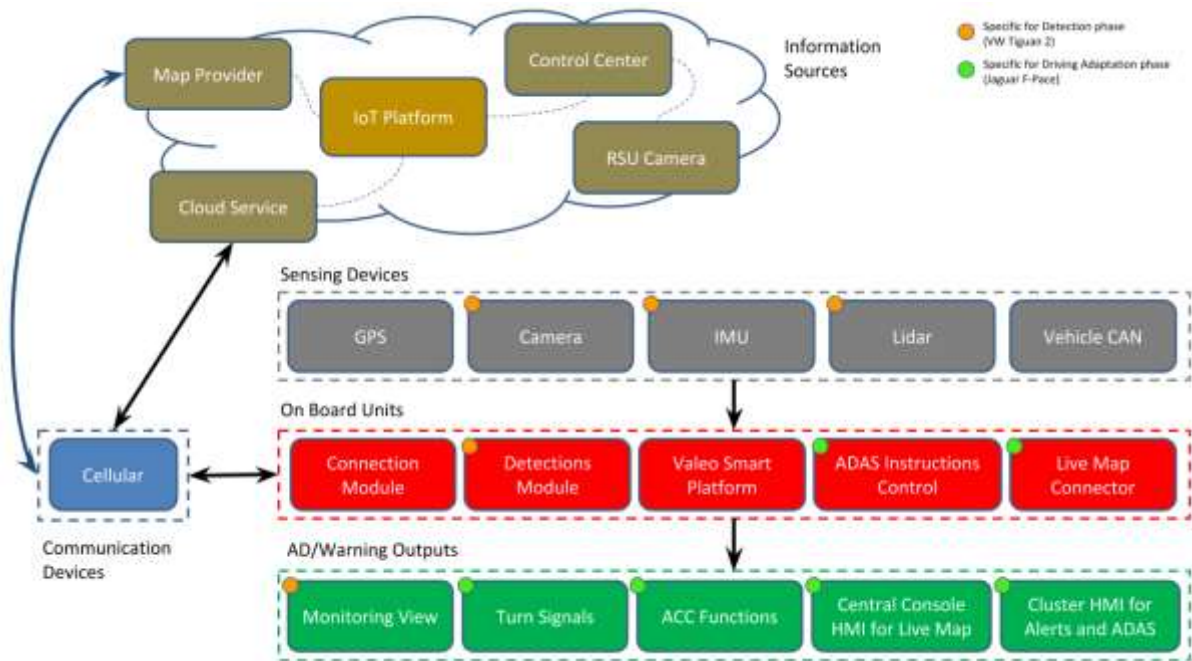 Specific for Detection phase
(VW Tiguan 2)
Specific for Driving Adaptation phase
(Jaguar F-Pace)
Information
Sources
Map Provider
Control Center
IoT Platform
RSU Camera
Cloud Service
Sensing Devices
GPS
Camera
IMU
Lidar
Vehicle CAN
On Board Units
Cellular
Connection
Module
Detections
Module
Valeo Smart
Platform
ADAS Instructions
Control
Live Map
Connector
Communication
Devices
AD/Warning Outputs
Monitoring View
Turn Signals
ACC Functions
Central Console
HMI for Live Map
Cluster HMI for
Alerts and ADAS